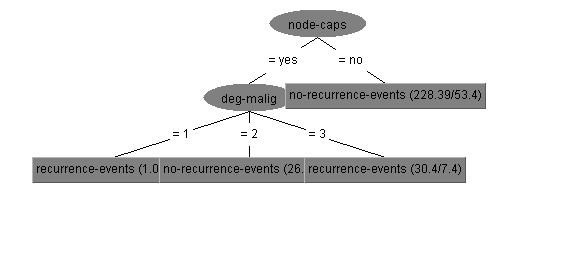 node-caps
= yes
= no
deg-malig
no-recurrence-events (228.39/53.4)
= 1
= 2
= 3
recurrence-events (1.0
no-recurrence-events (26.
recurrence-events (30.4/7.4)